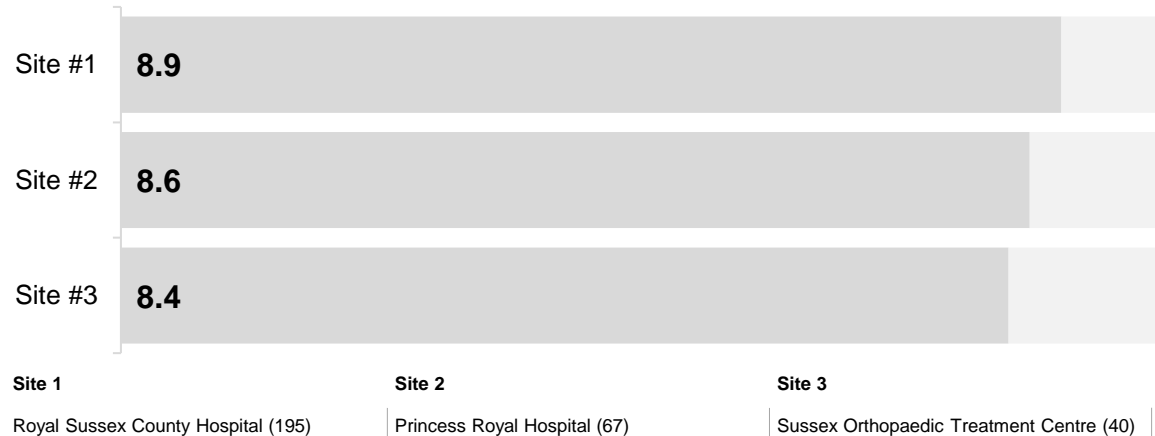 Site #1 8.9
Site #2 8.6
Site #3 8.4
Site 1 Site 2 Site 3
Royal Sussex County Hospital (195) Princess Royal Hospital (67) Sussex Orthopaedic Treatment Centre (40)